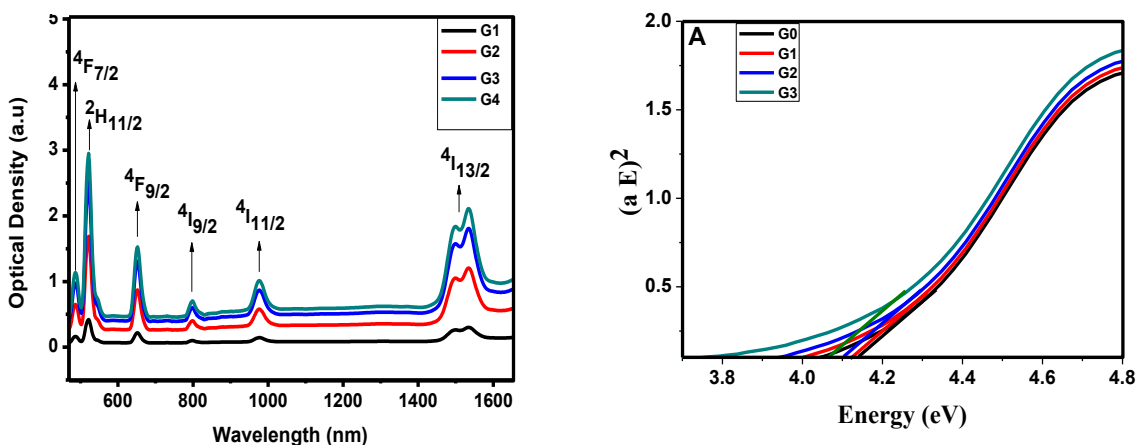 5
4
3
2
1
0
Optical Density (a.u)
⁴F₇/₂
²H₁₁/₂
⁴F₉/₂
⁴I₉/₂
⁴I₁₁/₂
⁴I₁₃/₂
G1
G2
G3
G4
600 800 1000 1200 1400 1600
Wavelength (nm)
A
2.0
1.5
1.0
0.5
(a E)²
G0
G1
G2
G3
3.8 4.0 4.2 4.4 4.6 4.8
Energy (eV)